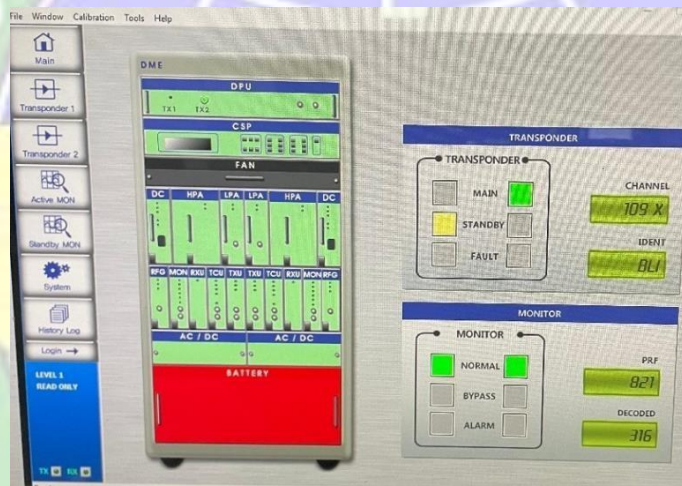 File Window Calibration Tools Help
Main
Transponder 1
Transponder 2
Active MON
Standby MON
System
History Log
Login →
LEVEL 1
READ ONLY
TX RX
DME
DPU
TX1 TX2
CSP
FAN
DC HPA LPA LPA HPA DC
RFG MON RXU TCU TXU TXU TCU RXU MON RFG
AC / DC AC / DC
BATTERY
TRANSPONDER
TRANSPONDER
MAIN
STANDBY
FAULT
CHANNEL
109 X
IDENT
BLI
MONITOR
MONITOR
NORMAL
BYPASS
ALARM
PRF
821
DECODED
316